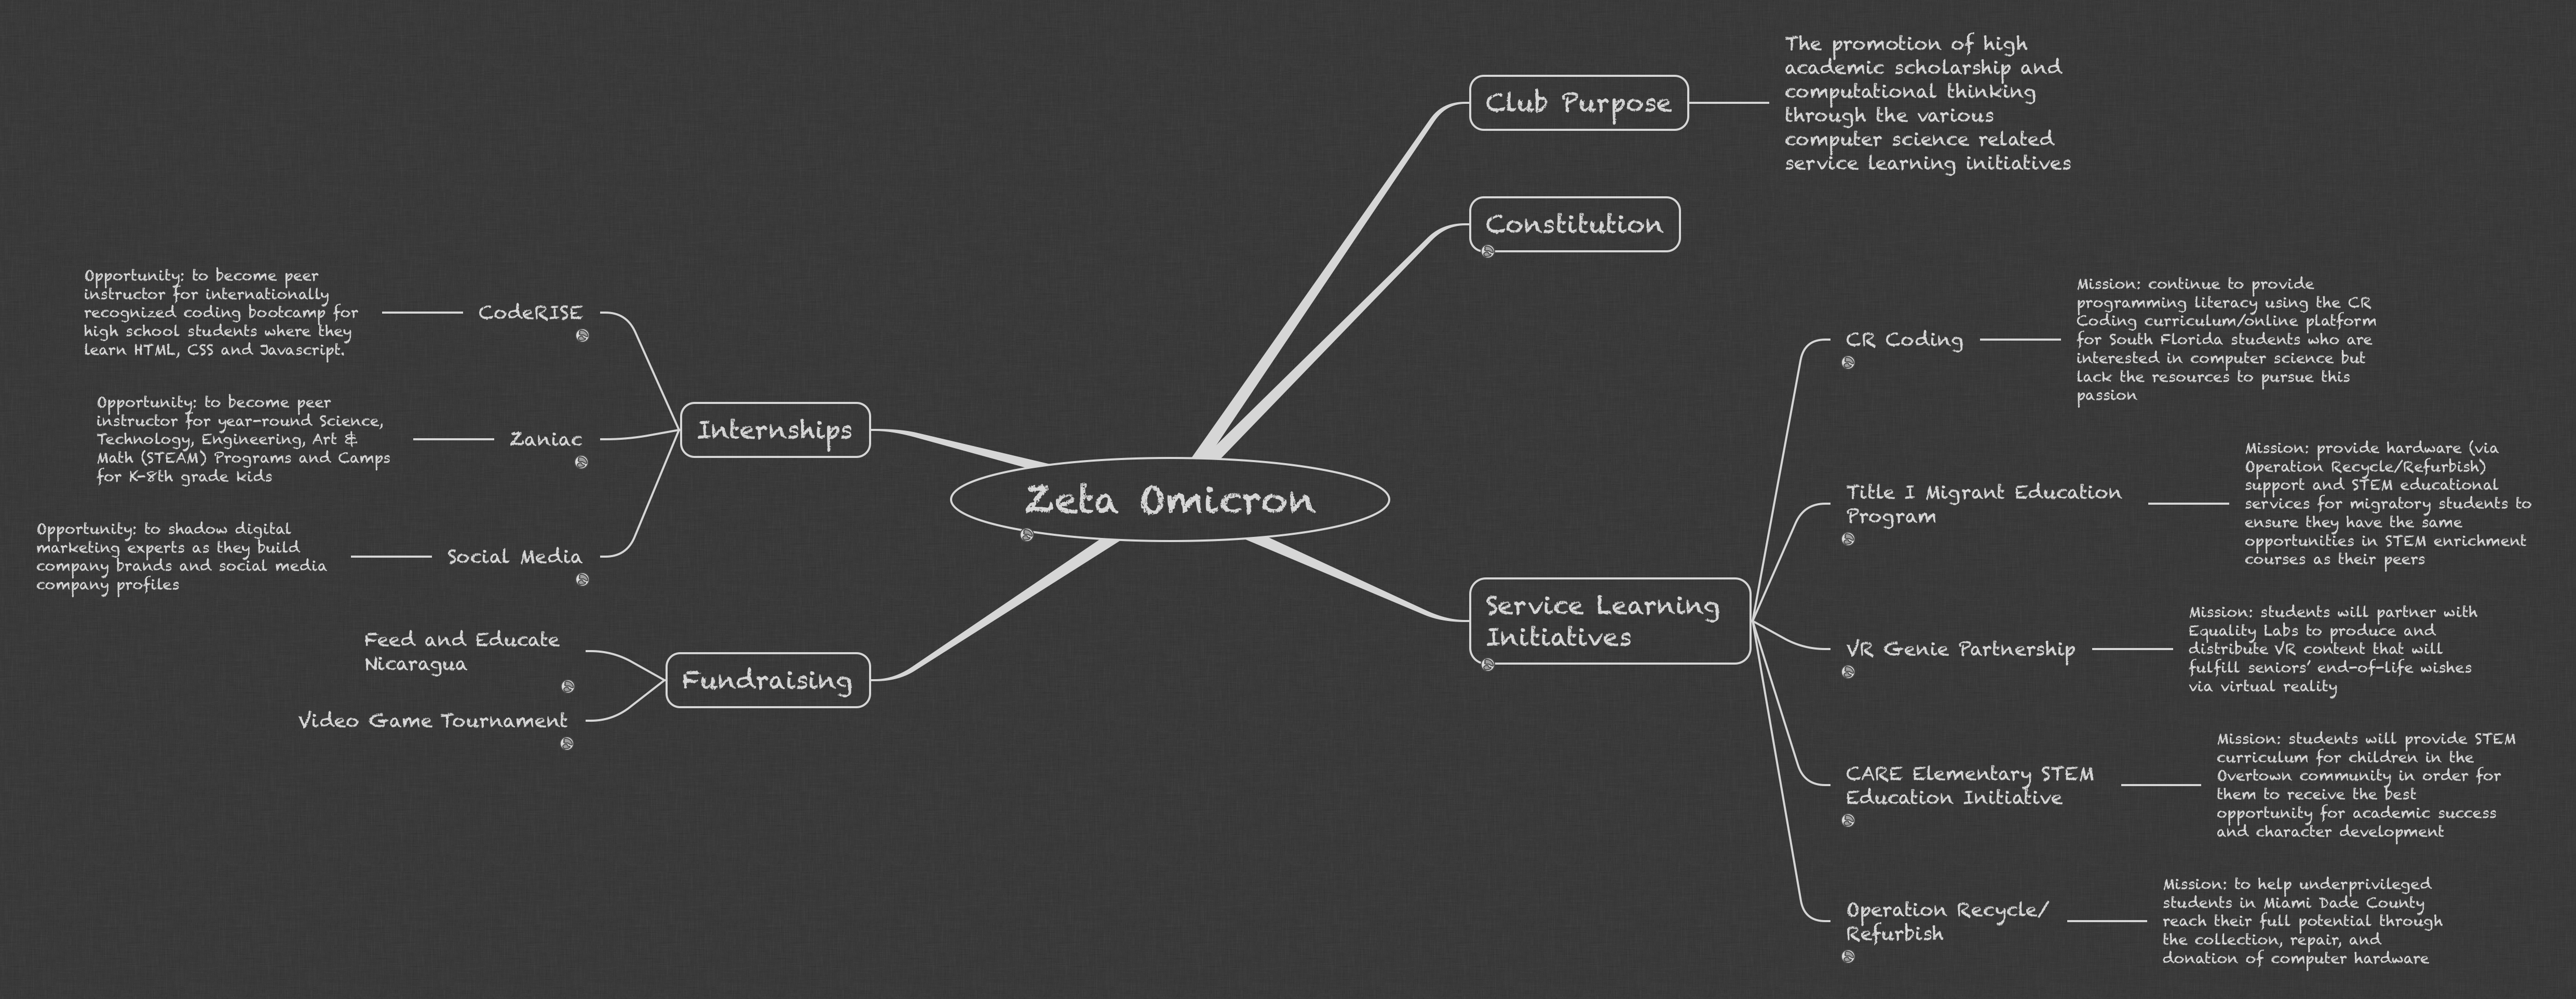 Zeta Omicron
Club Purpose
The promotion of high
academic scholarship and
computational thinking
through the various
computer science related
service learning initiatives
Constitution
Service Learning
Initiatives
CR Coding
Mission: continue to provide
programming literacy using the CR
Coding curriculum/online platform
for South Florida students who are
interested in computer science but
lack the resources to pursue this
passion
Title I Migrant Education
Program
Mission: provide hardware (via
Operation Recycle/Refurbish)
support and STEM educational
services for migratory students to
ensure they have the same
opportunities in STEM enrichment
courses as their peers
VR Genie Partnership
Mission: students will partner with
Equality Labs to produce and
distribute VR content that will
fulfill seniors’ end-of-life wishes
via virtual reality
CARE Elementary STEM
Education Initiative
Mission: students will provide STEM
curriculum for children in the
Overtown community in order for
them to receive the best
opportunity for academic success
and character development
Operation Recycle/
Refurbish
Mission: to help underprivileged
students in Miami Dade County
reach their full potential through
the collection, repair, and
donation of computer hardware
Internships
CodeRISE
Opportunity: to become peer
instructor for internationally
recognized coding bootcamp for
high school students where they
learn HTML, CSS and Javascript.
Zaniac
Opportunity: to become peer
instructor for year-round Science,
Technology, Engineering, Art &
Math (STEAM) Programs and Camps
for K-8th grade kids
Social Media
Opportunity: to shadow digital
marketing experts as they build
company brands and social media
company profiles
Fundraising
Feed and Educate
Nicaragua
Video Game Tournament